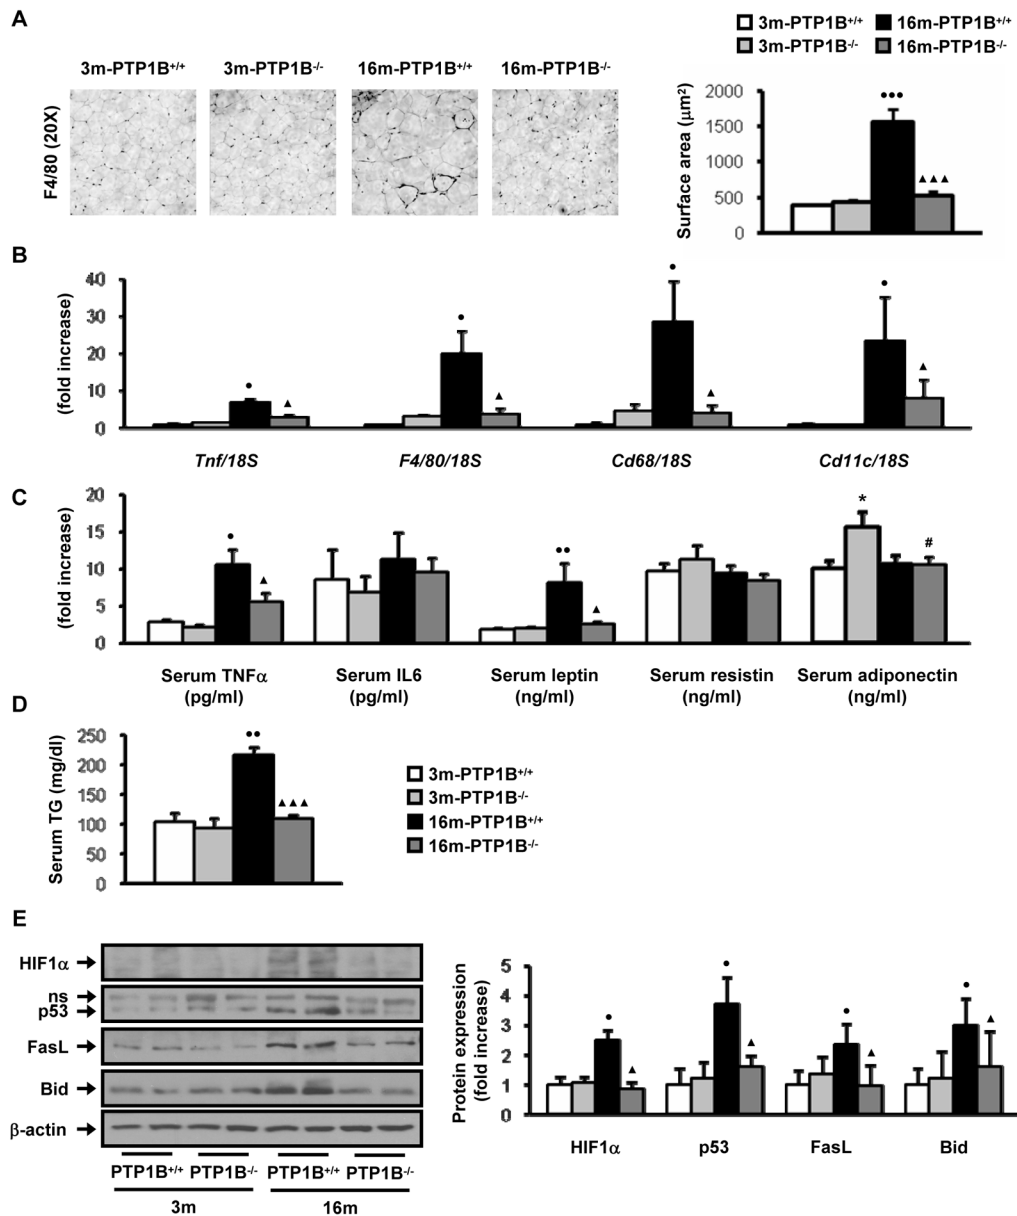 A
3m-PTP1B+/+ 16m-PTP1B+/+
3m-PTP1B-/- 16m-PTP1B-/-
3m-PTP1B+/+ 3m-PTP1B-/- 16m-PTP1B+/+ 16m-PTP1B-/-
F4/80 (20X)
Surface area (μm²)
2000
1500
1000
500
0
•••
▲▲▲
B
(fold increase)
40
30
20
10
0
• ▲ • ▲ • ▲ • ▲
Tnf/18S F4/80/18S Cd68/18S Cd11c/18S
C
(fold increase)
20
15
10
5
0
• ▲ •• ▲ * #
Serum TNFα Serum IL6 Serum leptin Serum resistin Serum adiponectin
(pg/ml) (pg/ml) (ng/ml) (ng/ml) (ng/ml)
D
Serum TG (mg/dl)
250
200
150
100
50
0
••
▲▲▲
3m-PTP1B+/+
3m-PTP1B-/-
16m-PTP1B+/+
16m-PTP1B-/-
E
HIF1α
ns
p53
FasL
Bid
β-actin
PTP1B+/+ PTP1B-/- PTP1B+/+ PTP1B-/-
3m 16m
Protein expression
(fold increase)
5
4
3
2
1
0
• ▲ • ▲ • ▲ • ▲
HIF1α p53 FasL Bid